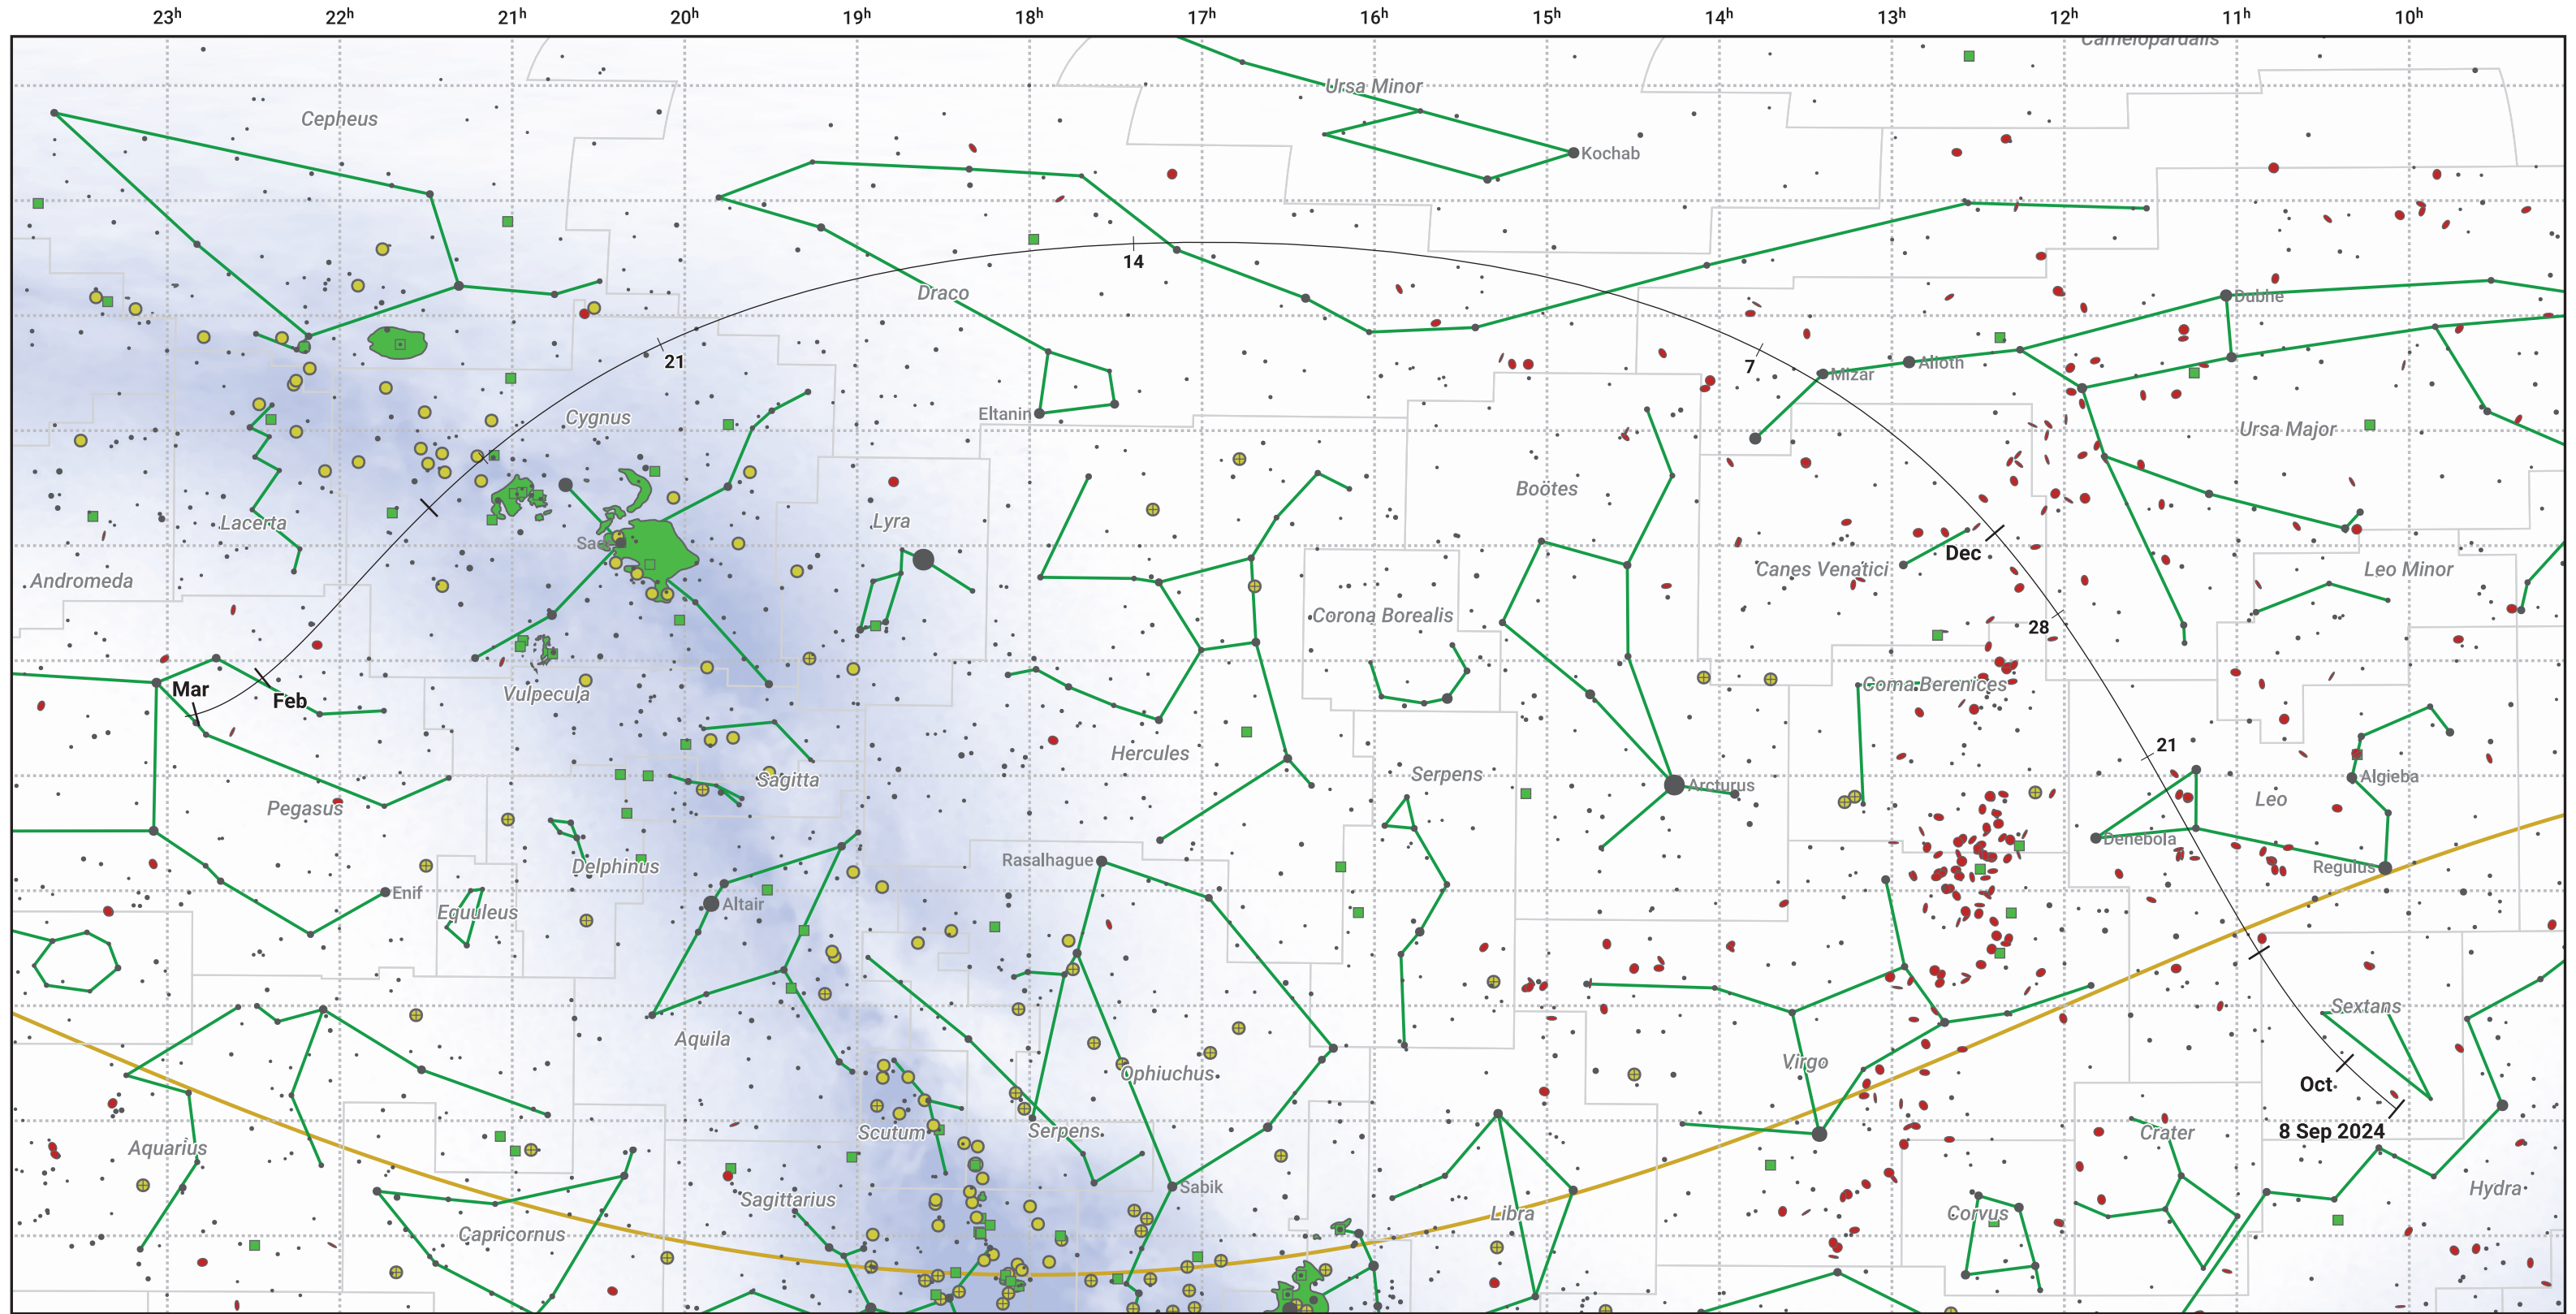 23h 22h 21h 20h 19h 18h 17h 16h 15h 14h 13h 12h 11h 10h
Camelopardalis
Ursa Minor
Cepheus
Kochab
14
Draco
Dubhe
21
7
Alioth
Mizar
Eltanin
Cygnus
Ursa Major
Boötes
Lyra
Lacerta
Sadr
Dec
Canes Venatici
Leo Minor
Andromeda
Corona Borealis
28
Coma Berenices
Mar
Feb
Vulpecula
21
Hercules
Serpens
Algieba
Sagitta
Arcturus
Leo
Pegasus
Denebola
Rasalhague
Delphinus
Regulus
Enif
Altair
Equuleus
Sextans
Aquila
Virgo
Ophiuchus
Oct
Scutum
Serpens
8 Sep 2024
Crater
Aquarius
Sabik
Hydra
Sagittarius
Libra
Corvus
Capricornus